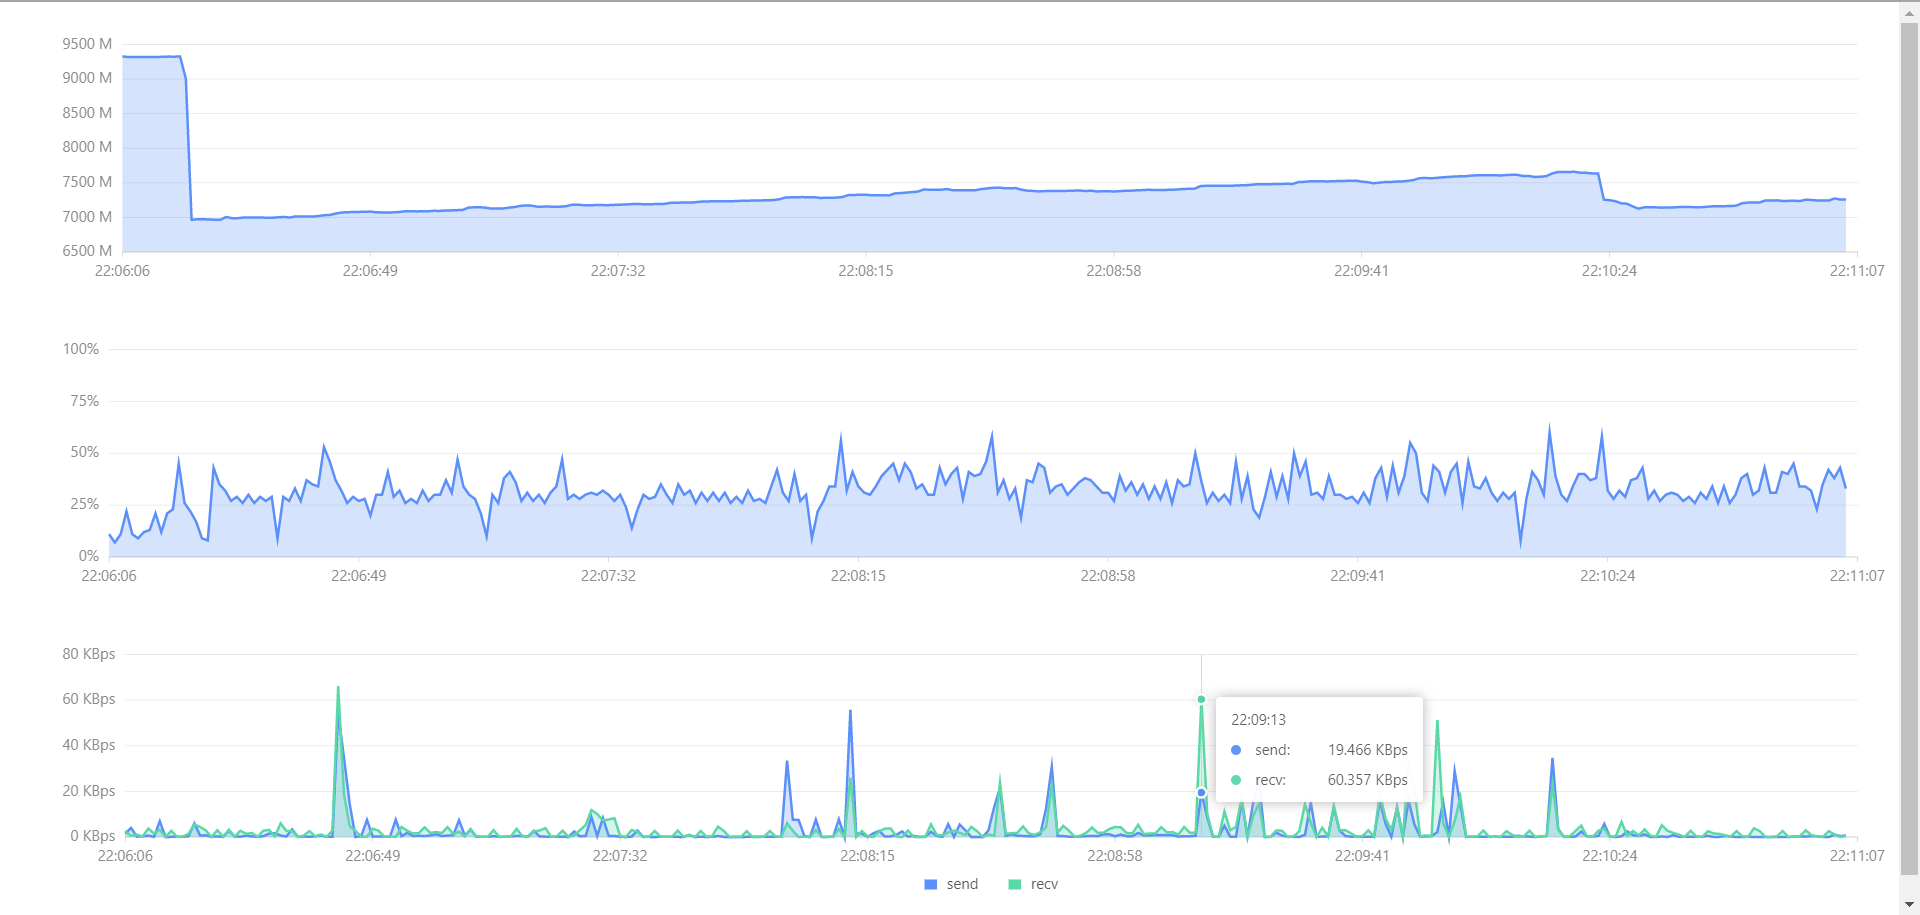 9500 M
9000 M
8500 M
8000 M
7500 M
7000 M
6500 M
22:06:06 22:06:49 22:07:32 22:08:15 22:08:58 22:09:41 22:10:24 22:11:07
100%
75%
50%
25%
0%
22:06:06 22:06:49 22:07:32 22:08:15 22:08:58 22:09:41 22:10:24 22:11:07
80 KBps
60 KBps
40 KBps
20 KBps
0 KBps
22:09:13
send: 19.466 KBps
recv: 60.357 KBps
22:06:06 22:06:49 22:07:32 22:08:15 22:08:58 22:09:41 22:10:24 22:11:07
send recv